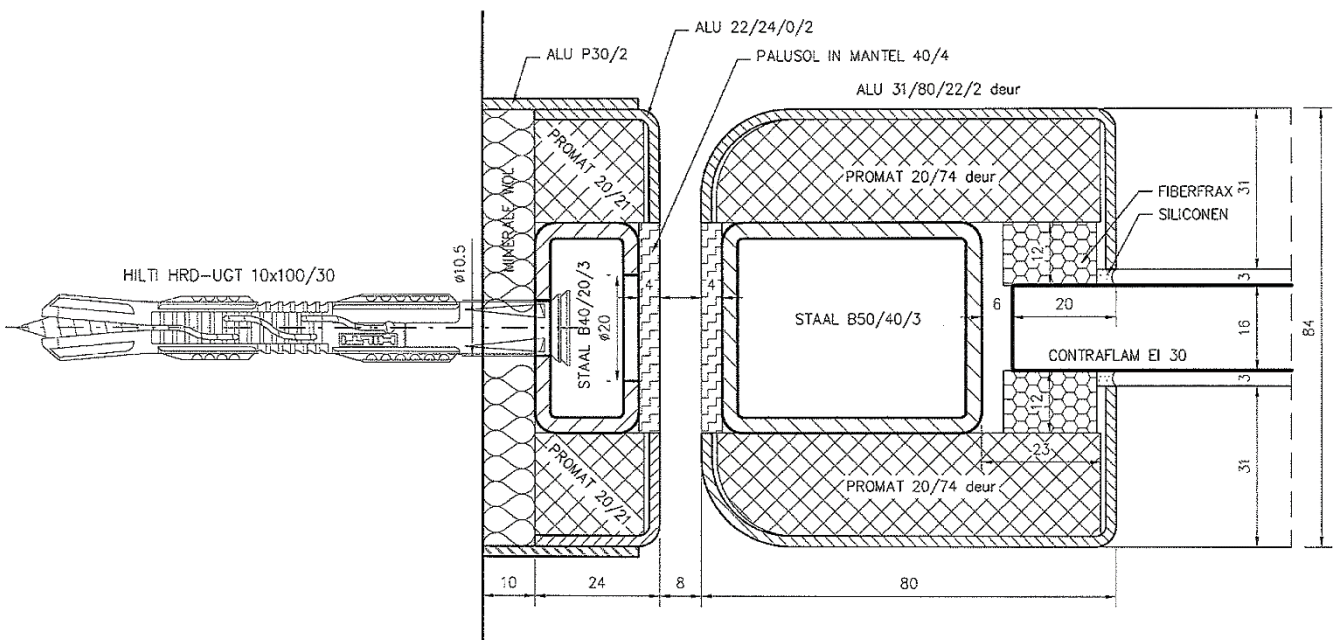 ALU 22/24/0/2
ALU P30/2
PALUSOL IN MANTEL 40/4
ALU 31/80/22/2 deur
PROMAT 20/21
MINERALE WOL
PROMAT 20/74 deur
31
FIBERFRAX
SILICONEN
12
3
HILTI HRD-UGT 10x100/30
ø10.5
4
4
STAAL B40/20/3
ø20
STAAL B50/40/3
6
20
16
84
CONTRAFLAM EI 30
3
12
23
31
PROMAT 20/21
PROMAT 20/74 deur
10
24
8
80